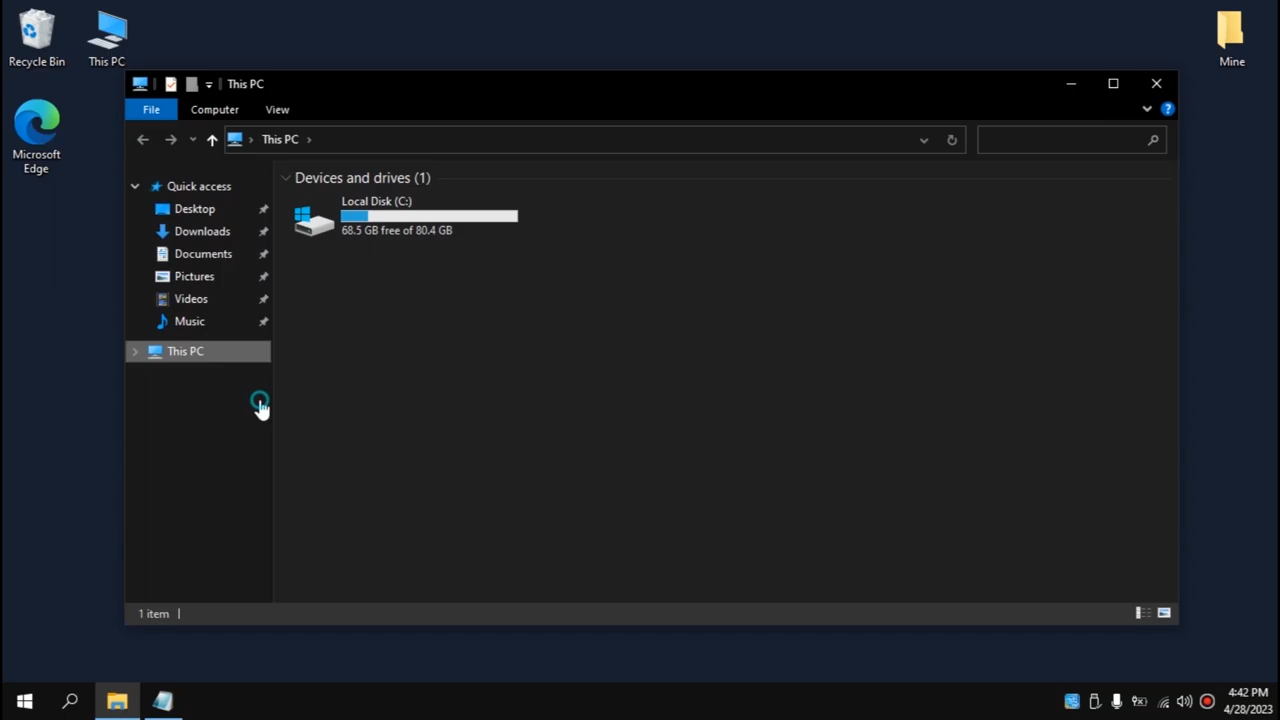 Recycle Bin
This PC
Mine
Microsoft
Edge
This PC
File
Computer
View
This PC
Quick access
Desktop
Downloads
Documents
Pictures
Videos
Music
This PC
Devices and drives (1)
Local Disk (C:)
68.5 GB free of 80.4 GB
1 item
4:42 PM
4/28/2023